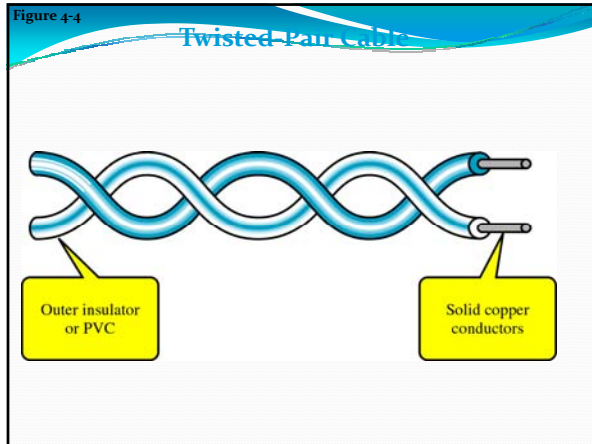 Figure 4-4
Twisted-Pair Cable
Outer insulator
or PVC
Solid copper
conductors